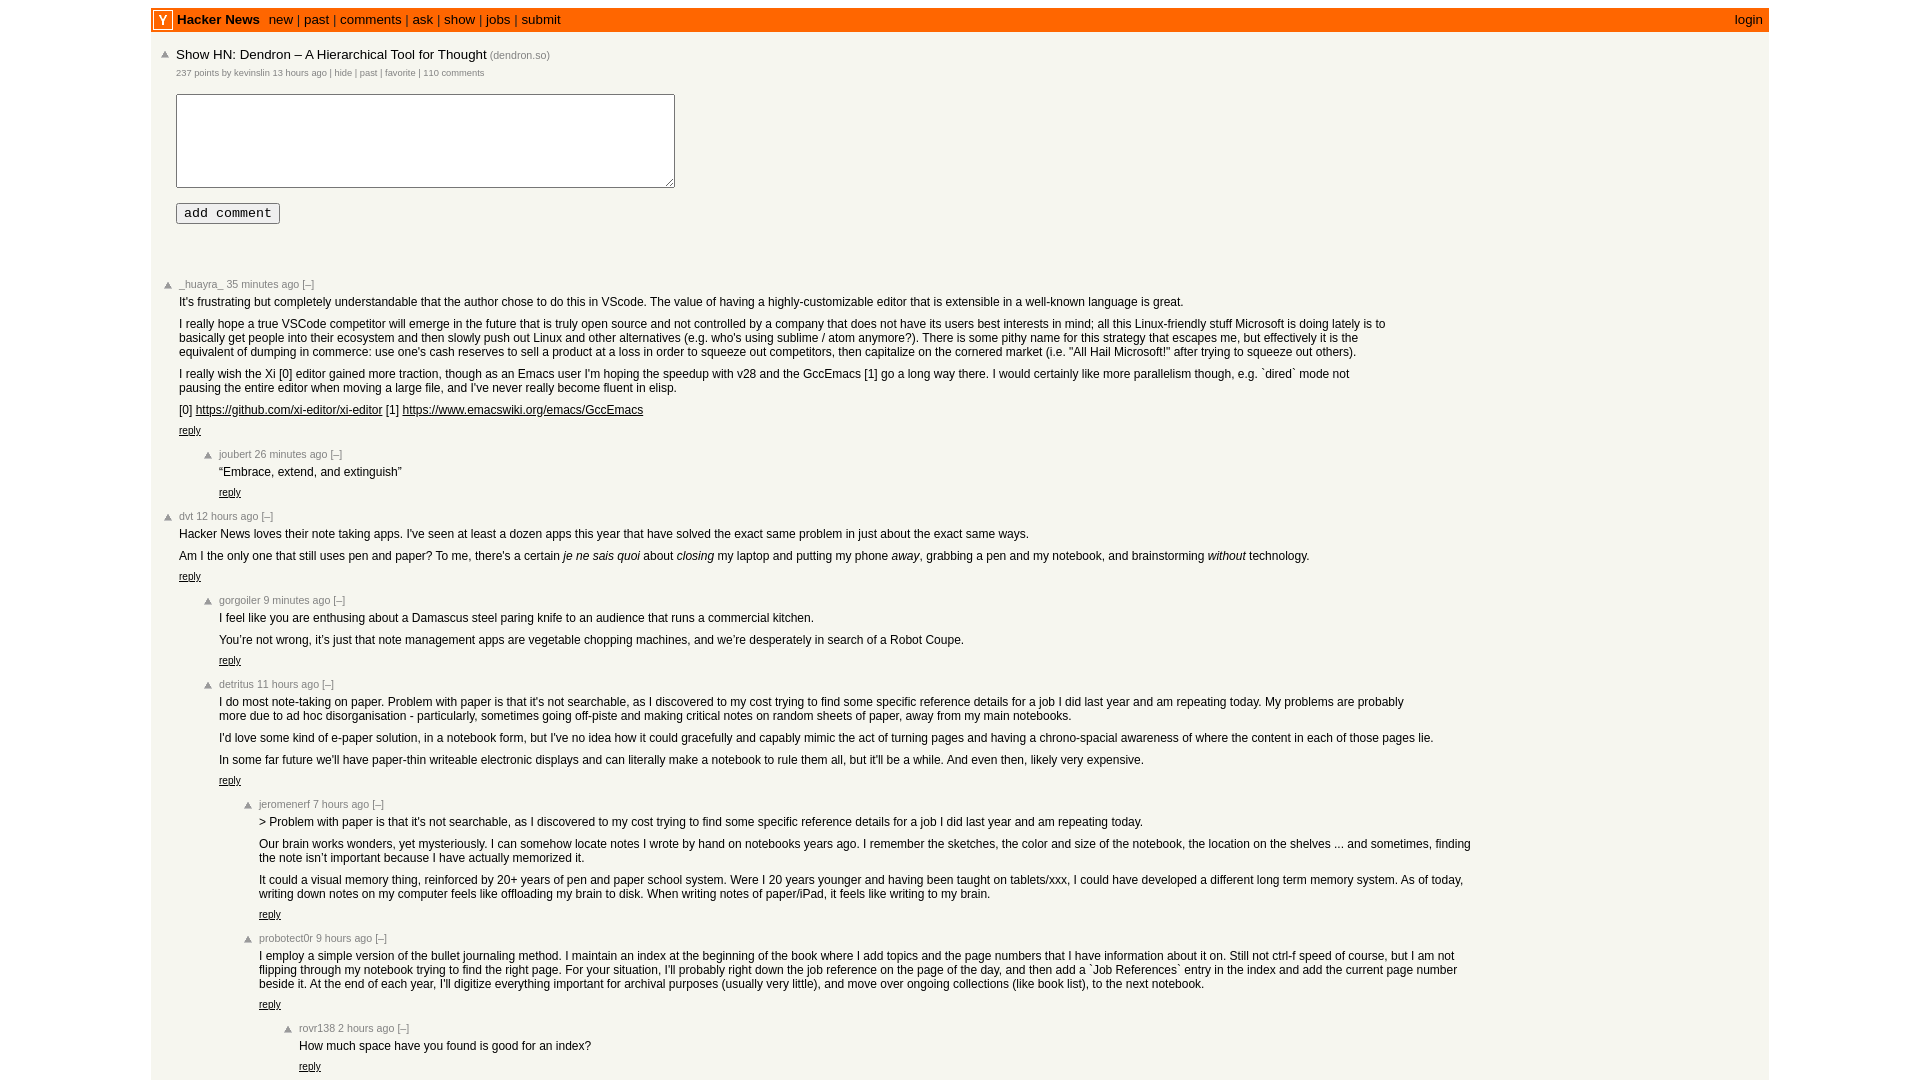 Y Hacker News new | past | comments | ask | show | jobs | submit login
Show HN: Dendron – A Hierarchical Tool for Thought (dendron.so)
237 points by kevinslin 13 hours ago | hide | past | favorite | 110 comments
add comment
_huayra_ 35 minutes ago [–]
It's frustrating but completely understandable that the author chose to do this in VScode. The value of having a highly-customizable editor that is extensible in a well-known language is great.
I really hope a true VSCode competitor will emerge in the future that is truly open source and not controlled by a company that does not have its users best interests in mind; all this Linux-friendly stuff Microsoft is doing lately is to
basically get people into their ecosystem and then slowly push out Linux and other alternatives (e.g. who's using sublime / atom anymore?). There is some pithy name for this strategy that escapes me, but effectively it is the
equivalent of dumping in commerce: use one's cash reserves to sell a product at a loss in order to squeeze out competitors, then capitalize on the cornered market (i.e. "All Hail Microsoft!" after trying to squeeze out others).
I really wish the Xi [0] editor gained more traction, though as an Emacs user I'm hoping the speedup with v28 and the GccEmacs [1] go a long way there. I would certainly like more parallelism though, e.g. `dired` mode not
pausing the entire editor when moving a large file, and I've never really become fluent in elisp.
[0] https://github.com/xi-editor/xi-editor [1] https://www.emacswiki.org/emacs/GccEmacs
reply
joubert 26 minutes ago [–]
“Embrace, extend, and extinguish”
reply
dvt 12 hours ago [–]
Hacker News loves their note taking apps. I've seen at least a dozen apps this year that have solved the exact same problem in just about the exact same ways.
Am I the only one that still uses pen and paper? To me, there's a certain je ne sais quoi about closing my laptop and putting my phone away, grabbing a pen and my notebook, and brainstorming without technology.
reply
gorgoiler 9 minutes ago [–]
I feel like you are enthusing about a Damascus steel paring knife to an audience that runs a commercial kitchen.
You’re not wrong, it’s just that note management apps are vegetable chopping machines, and we’re desperately in search of a Robot Coupe.
reply
detritus 11 hours ago [–]
I do most note-taking on paper. Problem with paper is that it's not searchable, as I discovered to my cost trying to find some specific reference details for a job I did last year and am repeating today. My problems are probably
more due to ad hoc disorganisation - particularly, sometimes going off-piste and making critical notes on random sheets of paper, away from my main notebooks.
I'd love some kind of e-paper solution, in a notebook form, but I've no idea how it could gracefully and capably mimic the act of turning pages and having a chrono-spacial awareness of where the content in each of those pages lie.
In some far future we'll have paper-thin writeable electronic displays and can literally make a notebook to rule them all, but it'll be a while. And even then, likely very expensive.
reply
jeromenerf 7 hours ago [–]
> Problem with paper is that it's not searchable, as I discovered to my cost trying to find some specific reference details for a job I did last year and am repeating today.
Our brain works wonders, yet mysteriously. I can somehow locate notes I wrote by hand on notebooks years ago. I remember the sketches, the color and size of the notebook, the location on the shelves ... and sometimes, finding
the note isn’t important because I have actually memorized it.
It could a visual memory thing, reinforced by 20+ years of pen and paper school system. Were I 20 years younger and having been taught on tablets/xxx, I could have developed a different long term memory system. As of today,
writing down notes on my computer feels like offloading my brain to disk. When writing notes of paper/iPad, it feels like writing to my brain.
reply
probotect0r 9 hours ago [–]
I employ a simple version of the bullet journaling method. I maintain an index at the beginning of the book where I add topics and the page numbers that I have information about it on. Still not ctrl-f speed of course, but I am not
flipping through my notebook trying to find the right page. For your situation, I'll probably right down the job reference on the page of the day, and then add a `Job References` entry in the index and add the current page number
beside it. At the end of each year, I'll digitize everything important for archival purposes (usually very little), and move over ongoing collections (like book list), to the next notebook.
reply
rovr138 2 hours ago [–]
How much space have you found is good for an index?
reply